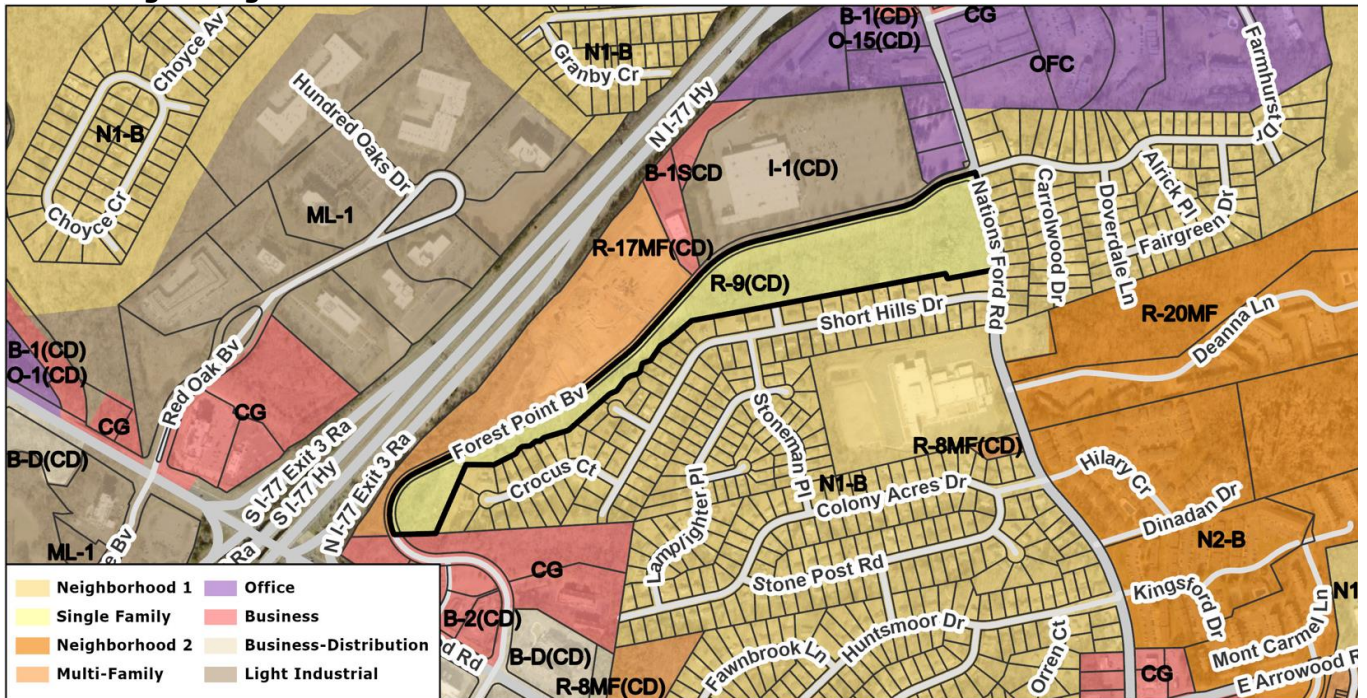 Choyce Av
N1-B
Granby Cr
B-1(CD)
O-15(CD)
CG
OFC
Farmhurst Dr
N1-B
Hundred Oaks Dr
N I-77 Hy
B-1SCD
I-1(CD)
Alrick Pl
Carrolwood Dr
Doverdale Ln
Fairgreen Dr
Choyce Cr
ML-1
Nations Ford Rd
R-17MF(CD)
R-9(CD)
Short Hills Dr
R-20MF
Deanna Ln
B-1(CD)
O-1(CD)
Red Oak Bv
CG
CG
B-D(CD)
Forest Point Bv
Stoneman Pl
R-8MF(CD)
S I-77 Exit 3 Ra
S I-77 Hy
N I-77 Exit 3 Ra
Crocus Ct
Lamplighter Pl
N1-B
Colony Acres Dr
Hilary Cr
Dinadan Dr
N2-B
ML-1
Bv
Ra
CG
Stone Post Rd
Kingsford Dr
N1
B-2(CD)
Rd
B-D(CD)
R-8MF(CD)
Fawnbrook Ln
Huntsmoor Dr
Orren Ct
CG
Mont Carmel Ln
E Arrowood R
Neighborhood 1
Single Family
Neighborhood 2
Multi-Family
Office
Business
Business-Distribution
Light Industrial